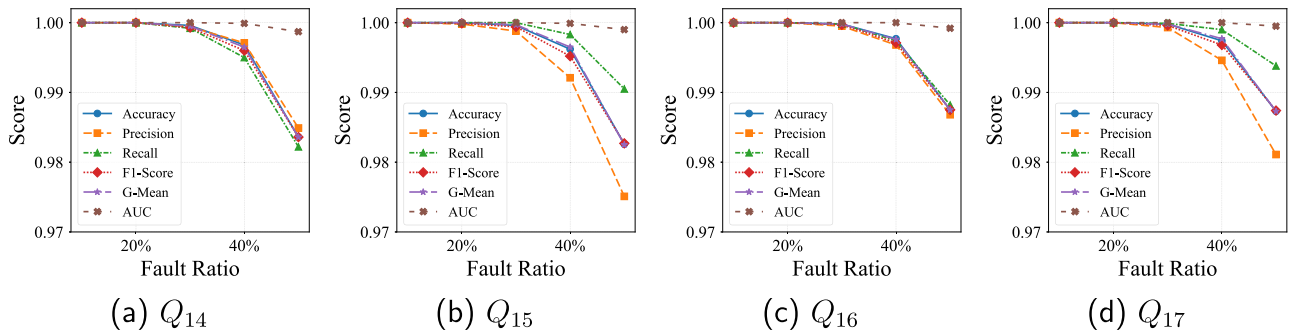 1.00
0.99
0.98
0.97
Score
Accuracy
Precision
Recall
F1-Score
G-Mean
AUC
20% 40%
Fault Ratio
(a) Q14
1.00
0.99
0.98
0.97
Score
Accuracy
Precision
Recall
F1-Score
G-Mean
AUC
20% 40%
Fault Ratio
(b) Q15
1.00
0.99
0.98
0.97
Score
Accuracy
Precision
Recall
F1-Score
G-Mean
AUC
20% 40%
Fault Ratio
(c) Q16
1.00
0.99
0.98
0.97
Score
Accuracy
Precision
Recall
F1-Score
G-Mean
AUC
20% 40%
Fault Ratio
(d) Q17